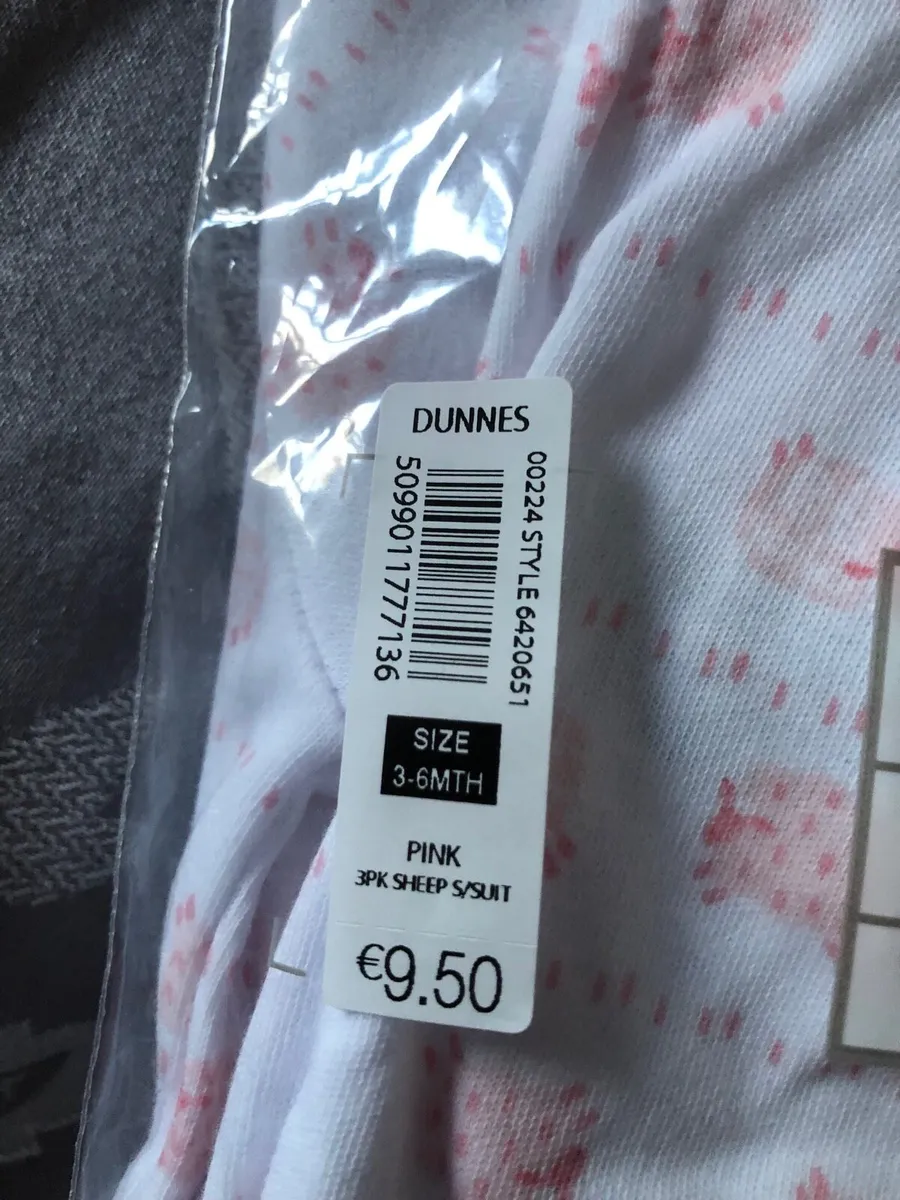 DUNNES
00224 STYLE 6420651
5099011777136
SIZE
3-6MTH
PINK
3PK SHEEP S/SUIT
€9.50